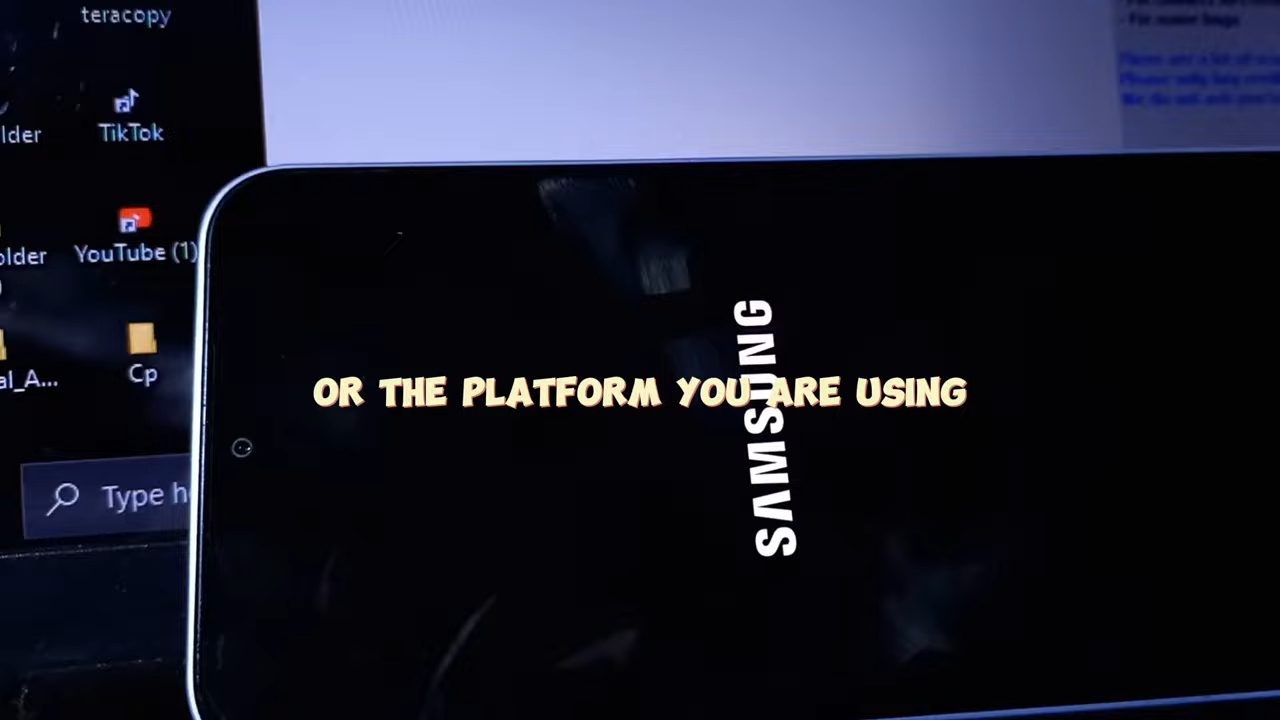 teracopy
lder
TikTok
older
YouTube (1)
al_A...
Cp
Type h
SAMSUNG
OR THE PLATFORM YOU ARE USING